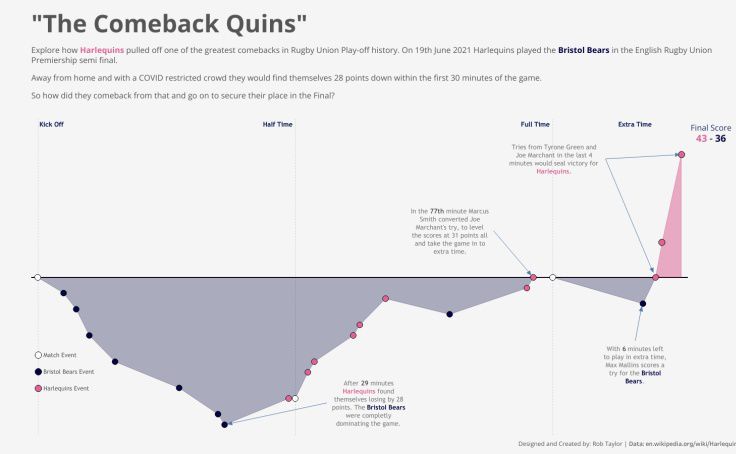 "The Comeback Quins"
Explore how Harlequins pulled off one of the greatest comebacks in Rugby Union Play-off history. On 19th June 2021 Harlequins played the Bristol Bears in the English Rugby Union
Premiership semi final.
Away from home and with a COVID restricted crowd they would find themselves 28 points down within the first 30 minutes of the game.
So how did they comeback from that and go on to secure their place in the Final?
Kick Off
Half Time
Full Time
Extra Time
Final Score
43 - 36
Tries from Tyrone Green and
Joe Marchant in the last 4
minutes would seal victory for
Harlequins.
In the 77th minute Marcus
Smith converted Joe
Marchant's try, to level
the scores at 31 points all
and take the game in to
extra time.
Match Event
Bristol Bears Event
Harlequins Event
After 29 minutes
Harlequins found
themselves losing by 28
points. The Bristol Bears
were completly
dominating the game.
With 6 minutes left
to play in extra time,
Max Mallins scores a
try for the Bristol
Bears.
Designed and Created by: Rob Taylor | Data: en.wikipedia.org/wiki/Harlequin